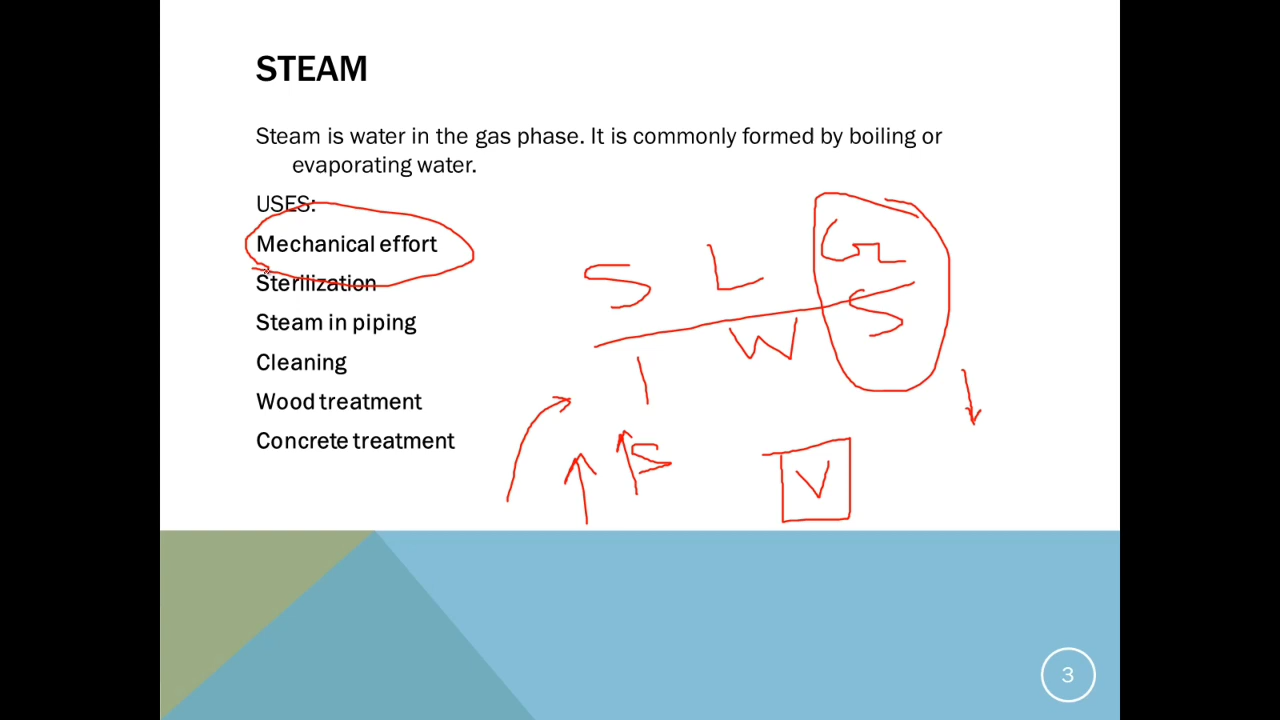 STEAM
Steam is water in the gas phase. It is commonly formed by boiling or
evaporating water.
USES:
Mechanical effort
Sterilization
Steam in piping
Cleaning
Wood treatment
Concrete treatment
S L G
I W S
S
V
3